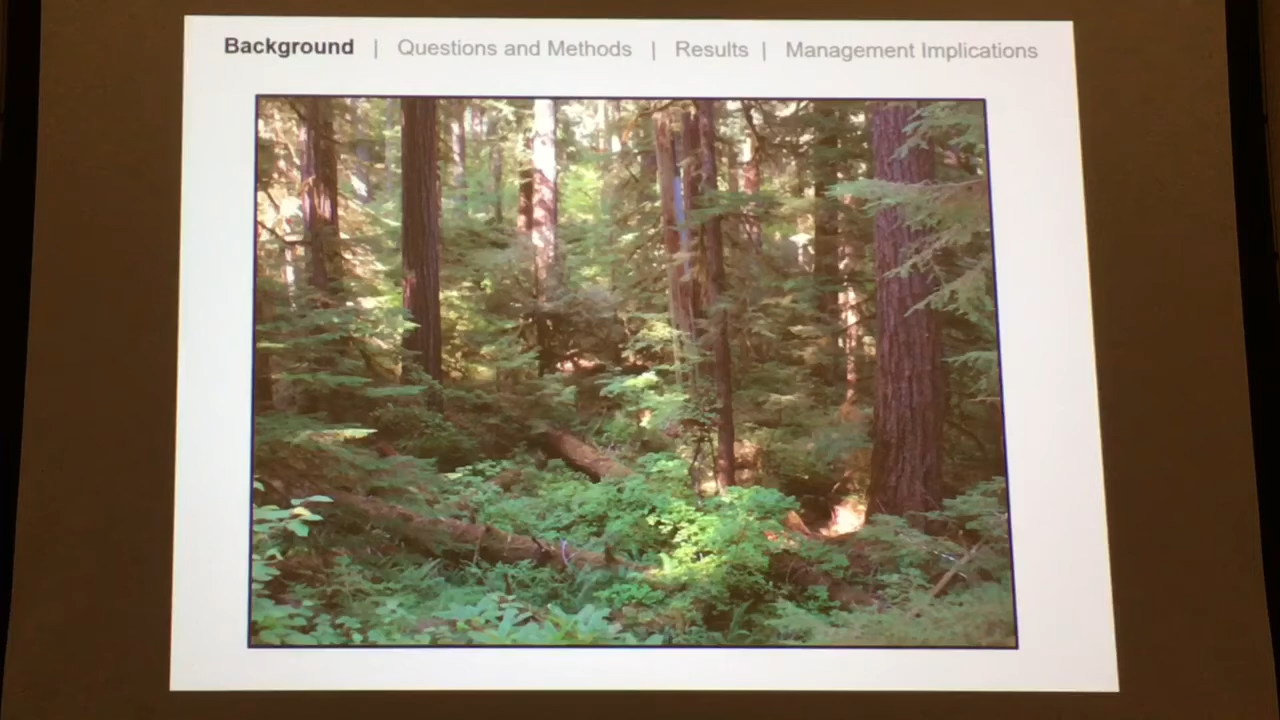 Background | Questions and Methods | Results | Management Implications